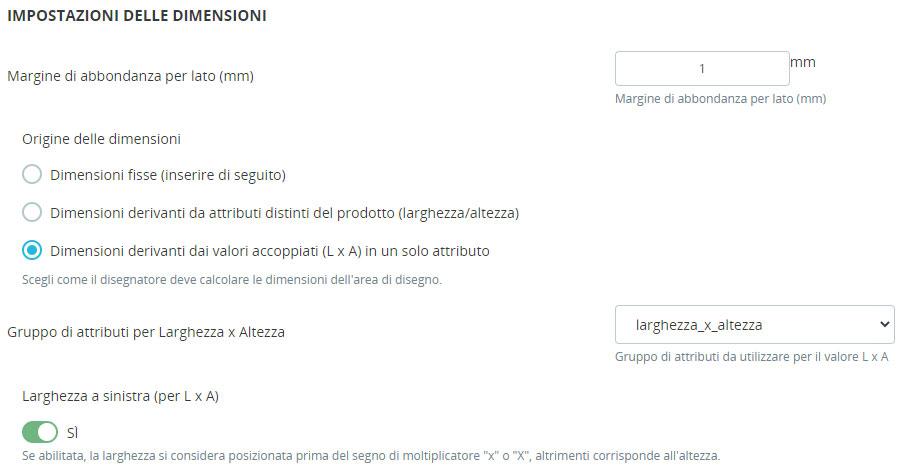 IMPOSTAZIONI DELLE DIMENSIONI
Margine di abbondanza per lato (mm)
1
mm
Margine di abbondanza per lato (mm)
Origine delle dimensioni
Dimensioni fisse (inserire di seguito)
Dimensioni derivanti da attributi distinti del prodotto (larghezza/altezza)
Dimensioni derivanti dai valori accoppiati (L x A) in un solo attributo
Scegli come il disegnatore deve calcolare le dimensioni dell'area di disegno.
Gruppo di attributi per Larghezza x Altezza
larghezza_x_altezza
Gruppo di attributi da utilizzare per il valore L x A
Larghezza a sinistra (per L x A)
SÌ
Se abilitata, la larghezza si considera posizionata prima del segno di moltiplicatore "x" o "X", altrimenti corrisponde all'altezza.